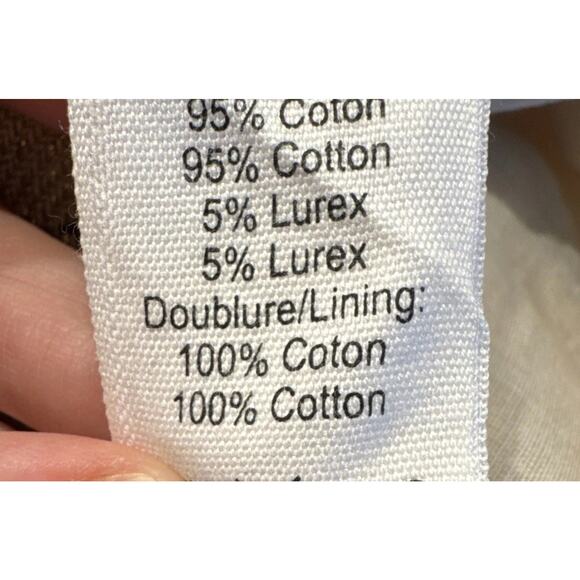 95% Coton
95% Cotton
5% Lurex
5% Lurex
Doublure/Lining:
100% Coton
100% Cotton